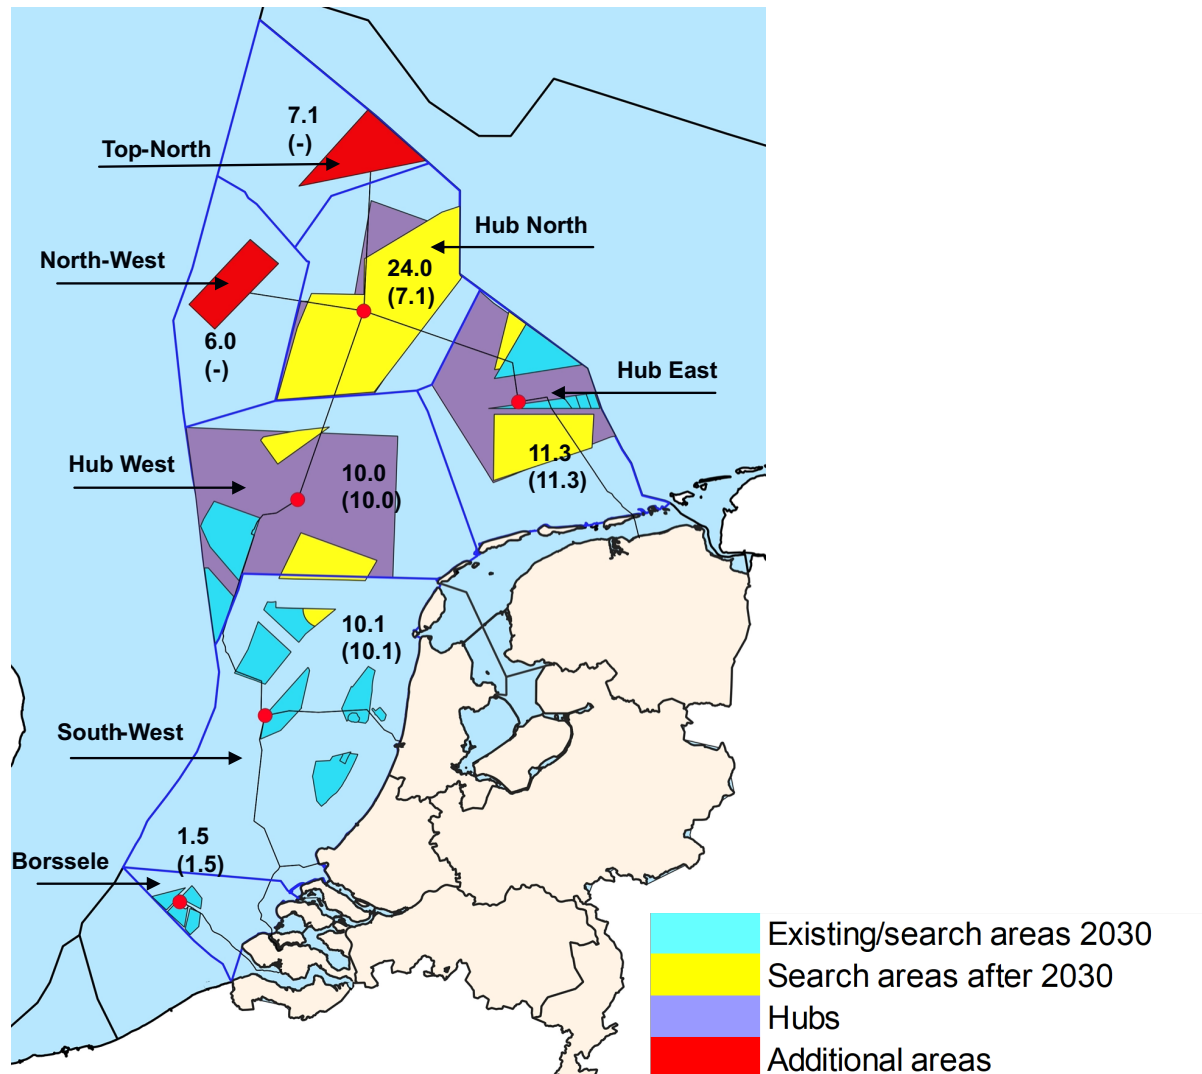 7.1
(-)
Top-North
Hub North
North-West
24.0
(7.1)
6.0
(-)
Hub East
Hub West
11.3
(11.3)
10.0
(10.0)
10.1
(10.1)
South-West
1.5
(1.5)
Borssele
Existing/search areas 2030
Search areas after 2030
Hubs
Additional areas